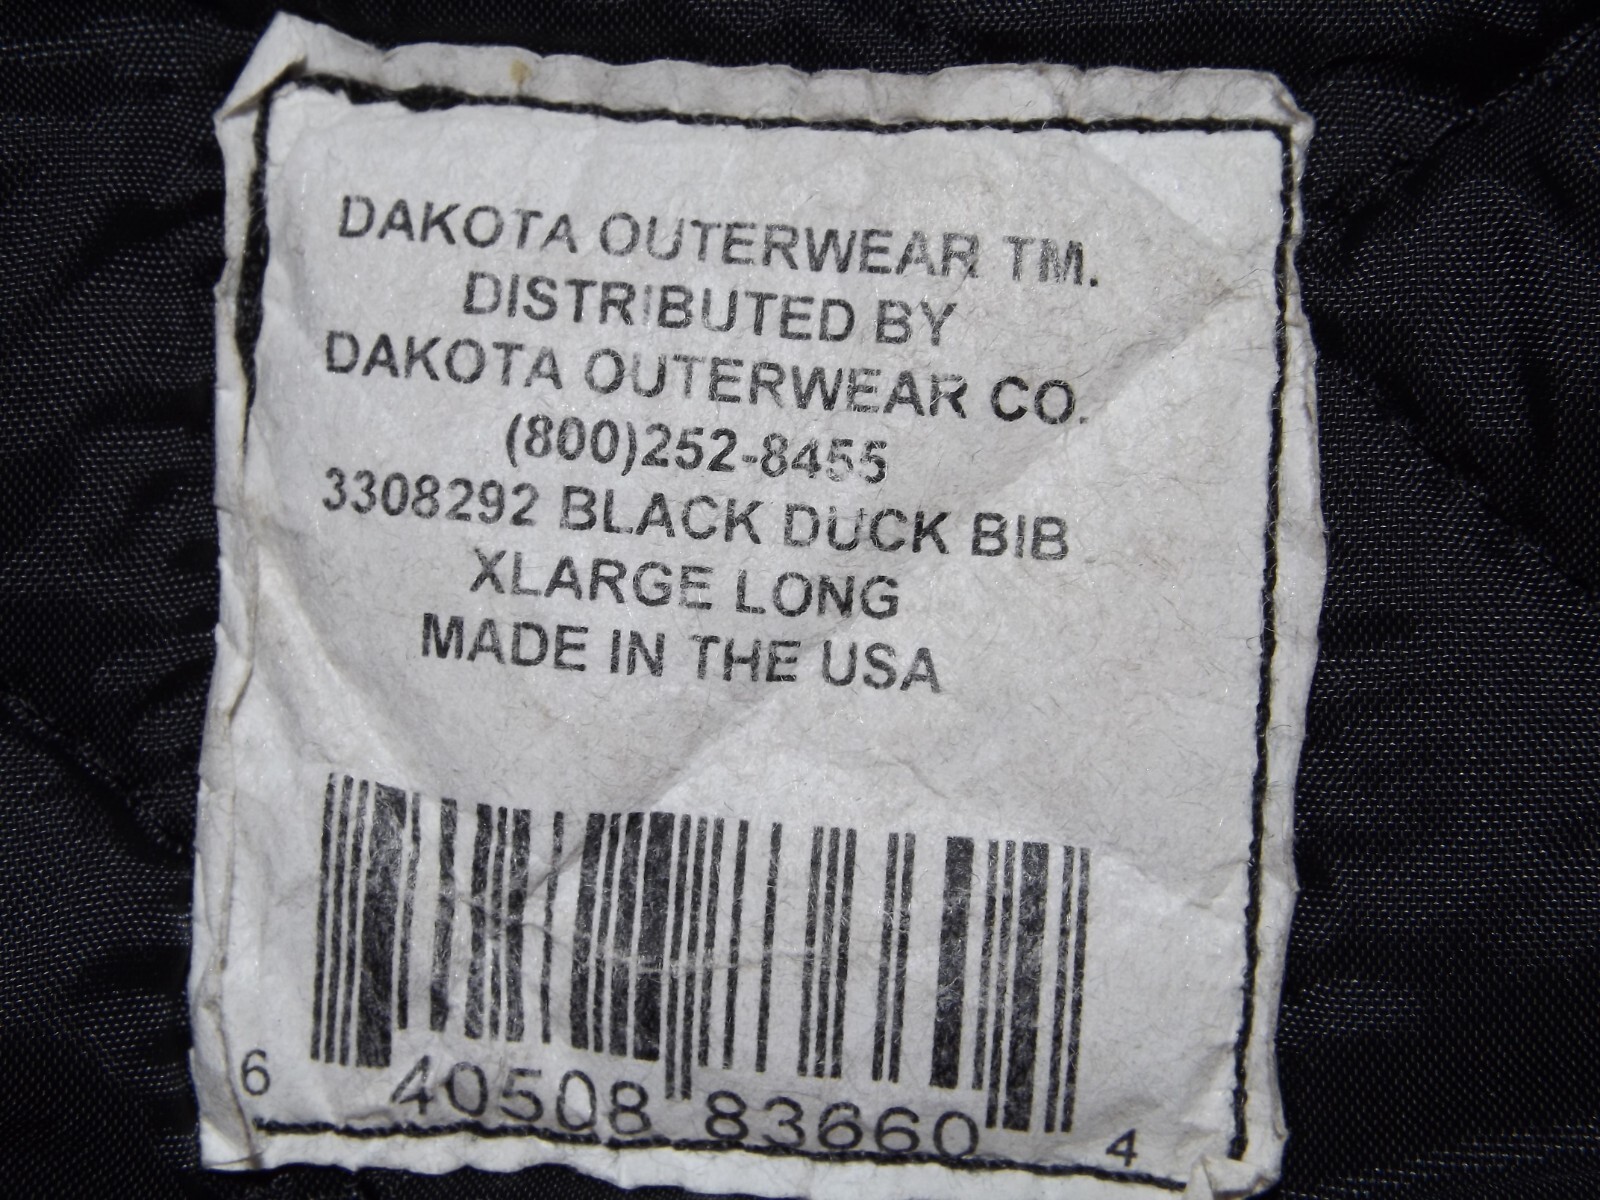 DAKOTA OUTERWEAR TM.
DISTRIBUTED BY
DAKOTA OUTERWEAR CO.
(800)252-8455
3308292 BLACK DUCK BIB
XLARGE LONG
MADE IN THE USA
6 40508 83660 4